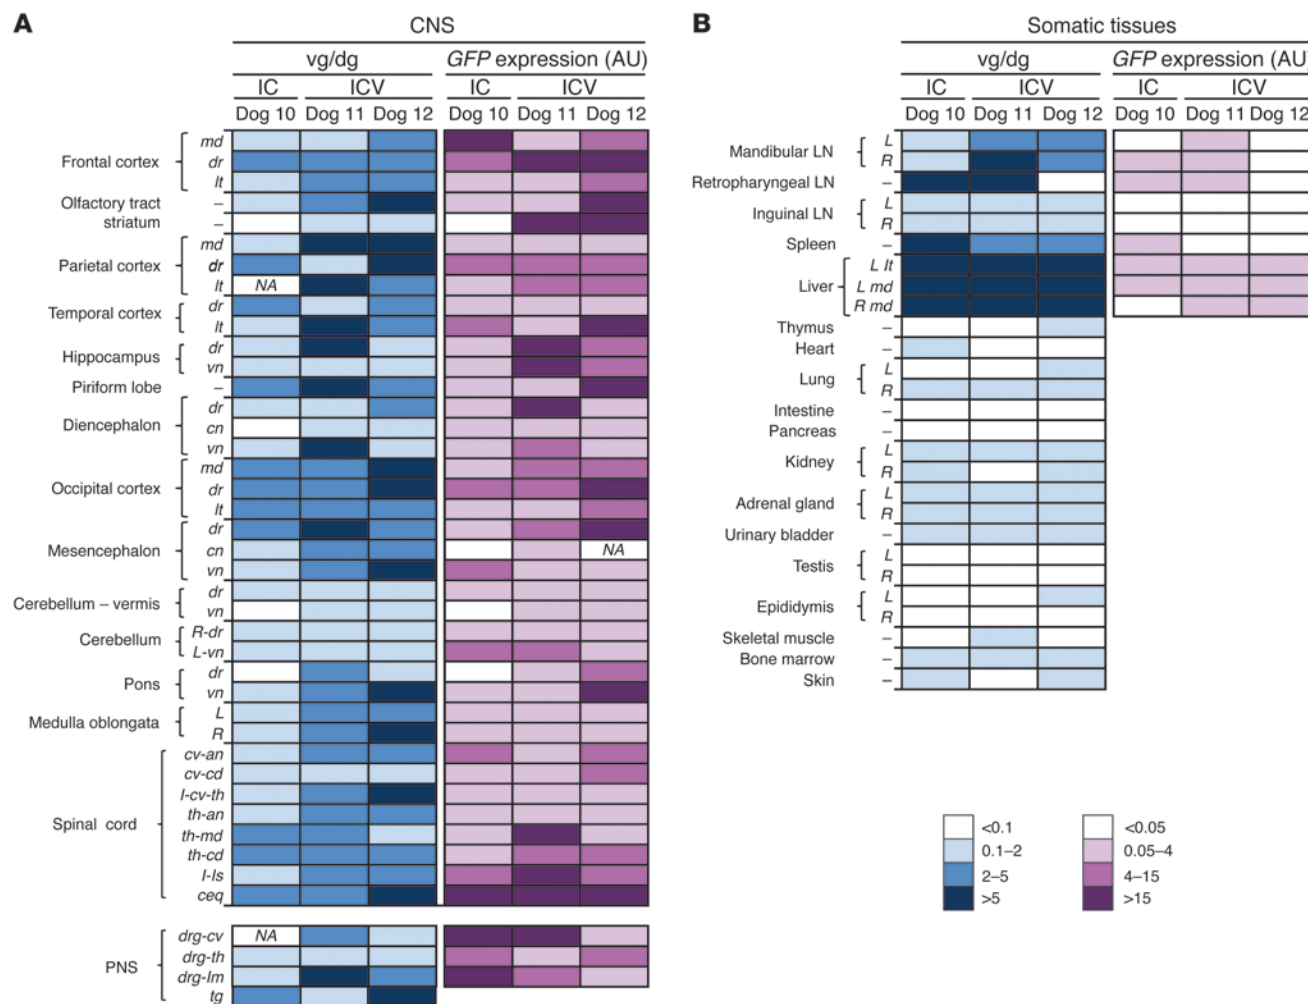 A
CNS
vg/dg
GFP expression (AU)
IC
ICV
IC
ICV
Dog 10
Dog 11
Dog 12
Dog 10
Dog 11
Dog 12
Frontal cortex
md
dr
lt
Olfactory tract
–
striatum
–
Parietal cortex
md
dr
lt
NA
Temporal cortex
dr
lt
Hippocampus
dr
vn
Piriform lobe
–
Diencephalon
dr
cn
vn
Occipital cortex
md
dr
lt
Mesencephalon
dr
cn
NA
vn
Cerebellum – vermis
dr
vn
Cerebellum
R-dr
L-vn
Pons
dr
vn
Medulla oblongata
L
R
Spinal cord
cv-an
cv-cd
l-cv-th
th-an
th-md
th-cd
l-ls
ceq
PNS
drg-cv
NA
drg-th
drg-lm
tg
B
Somatic tissues
vg/dg
GFP expression (AU)
IC
ICV
IC
ICV
Dog 10
Dog 11
Dog 12
Dog 10
Dog 11
Dog 12
Mandibular LN
L
R
Retropharyngeal LN
–
Inguinal LN
L
R
Spleen
–
Liver
L lt
L md
R md
Thymus
–
Heart
–
Lung
L
R
Intestine
–
Pancreas
–
Kidney
L
R
Adrenal gland
L
R
Urinary bladder
–
Testis
L
R
Epididymis
L
R
Skeletal muscle
–
Bone marrow
–
Skin
–
<0.1
0.1–2
2–5
>5
<0.05
0.05–4
4–15
>15